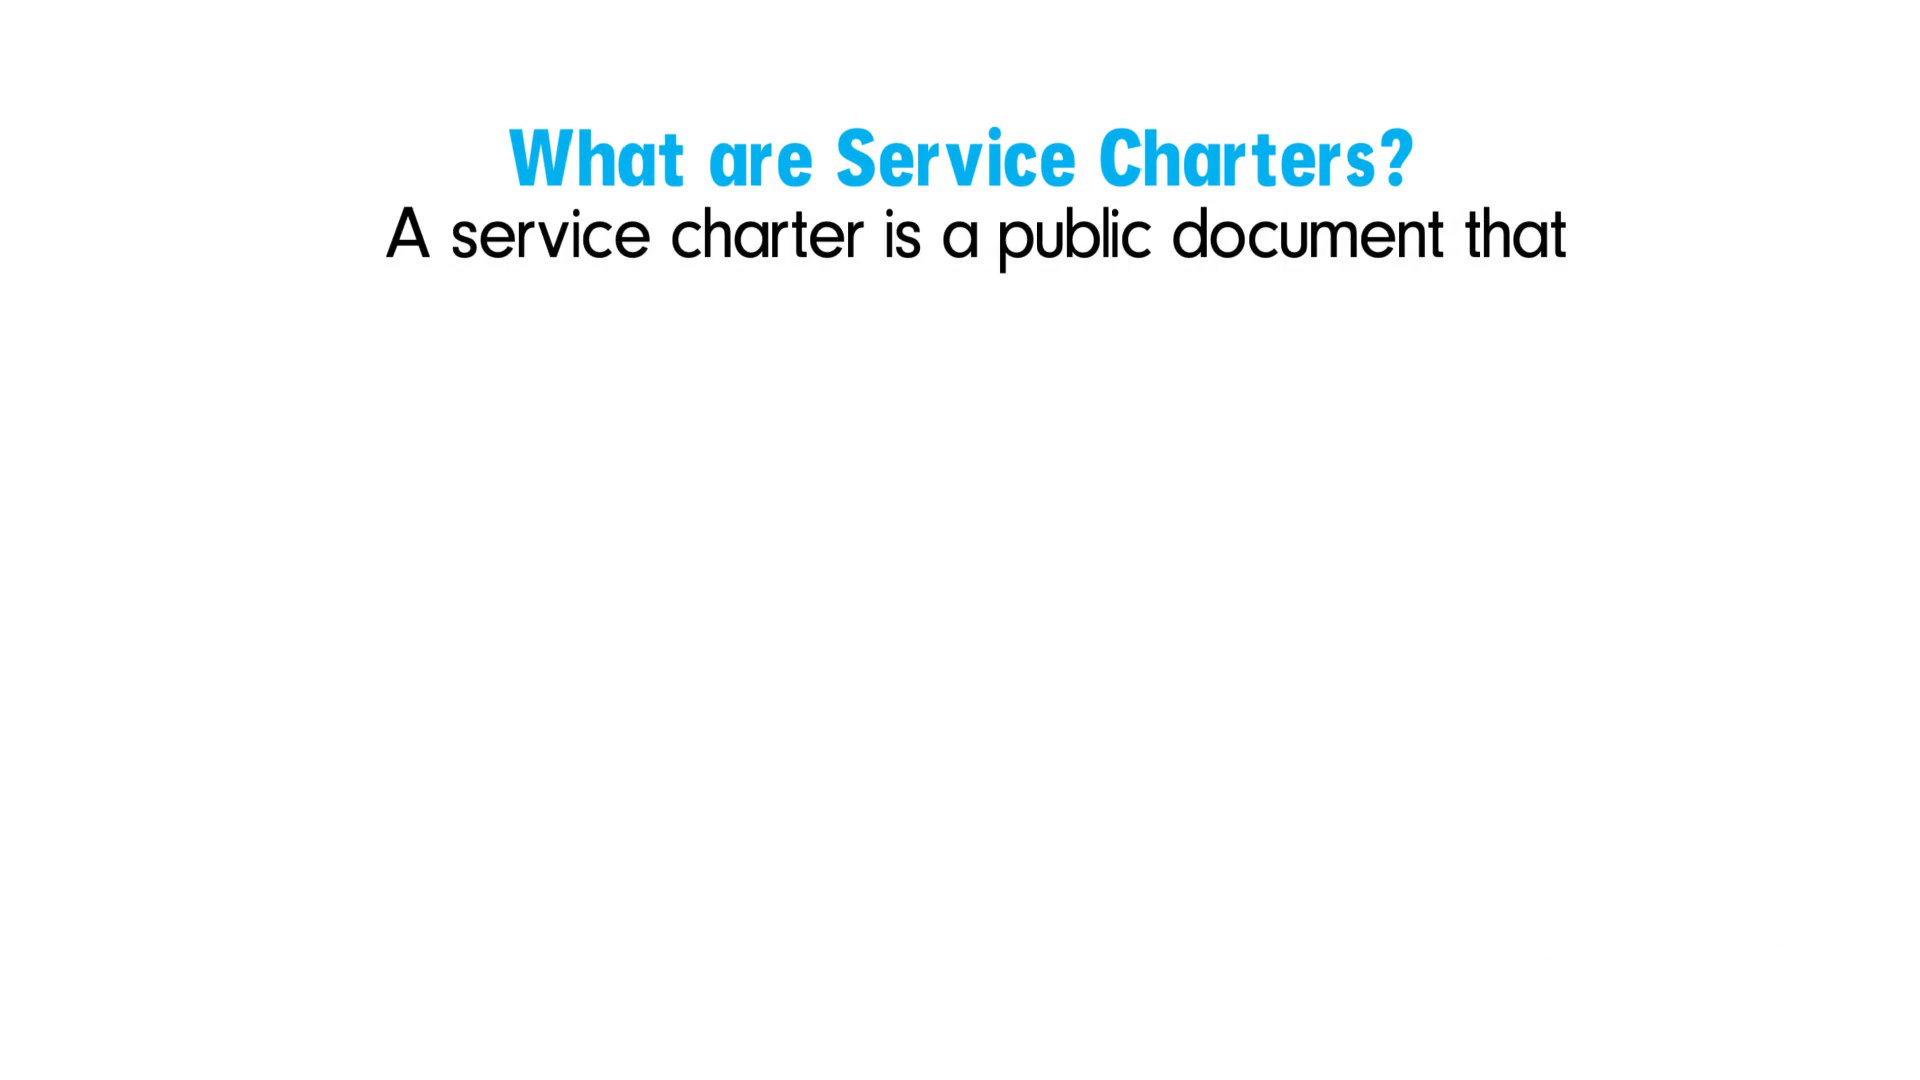 What are Service Charters?
A service charter is a public document that